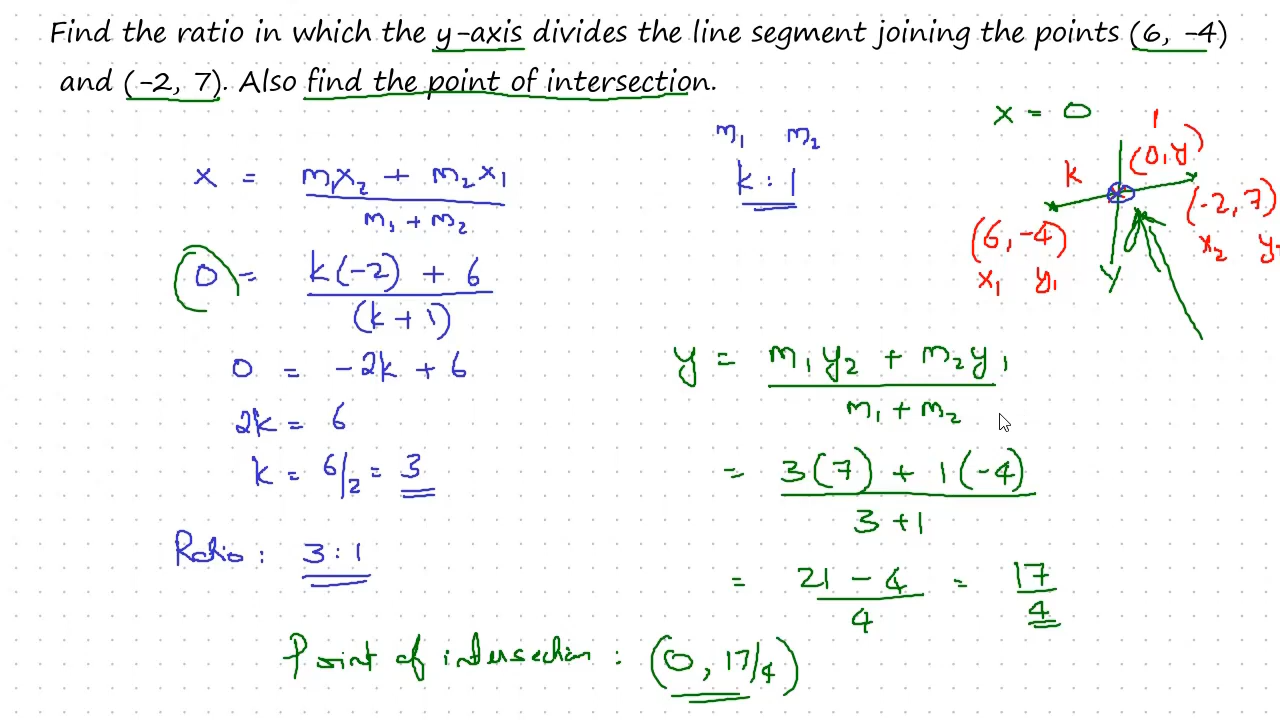 Find the ratio in which the y-axis divides the line segment joining the points (6, -4)
and (-2, 7). Also find the point of intersection.
x = 0
m₁ m₂
k : 1
x = (m₁x₂ + m₂x₁)/(m₁ + m₂)
0 = (k(-2) + 6)/(k + 1)
0 = -2k + 6
2k = 6
k = 6/2 = 3
Ratio : 3 : 1
1
k
(0, y)
(6, -4)
x₁ y₁
(-2, 7)
x₂ y₂
Y
y = (m₁y₂ + m₂y₁)/(m₁ + m₂)
= (3(7) + 1(-4))/(3 + 1)
= (21 - 4)/4 = 17/4
Point of intersection : (0, 17/4)